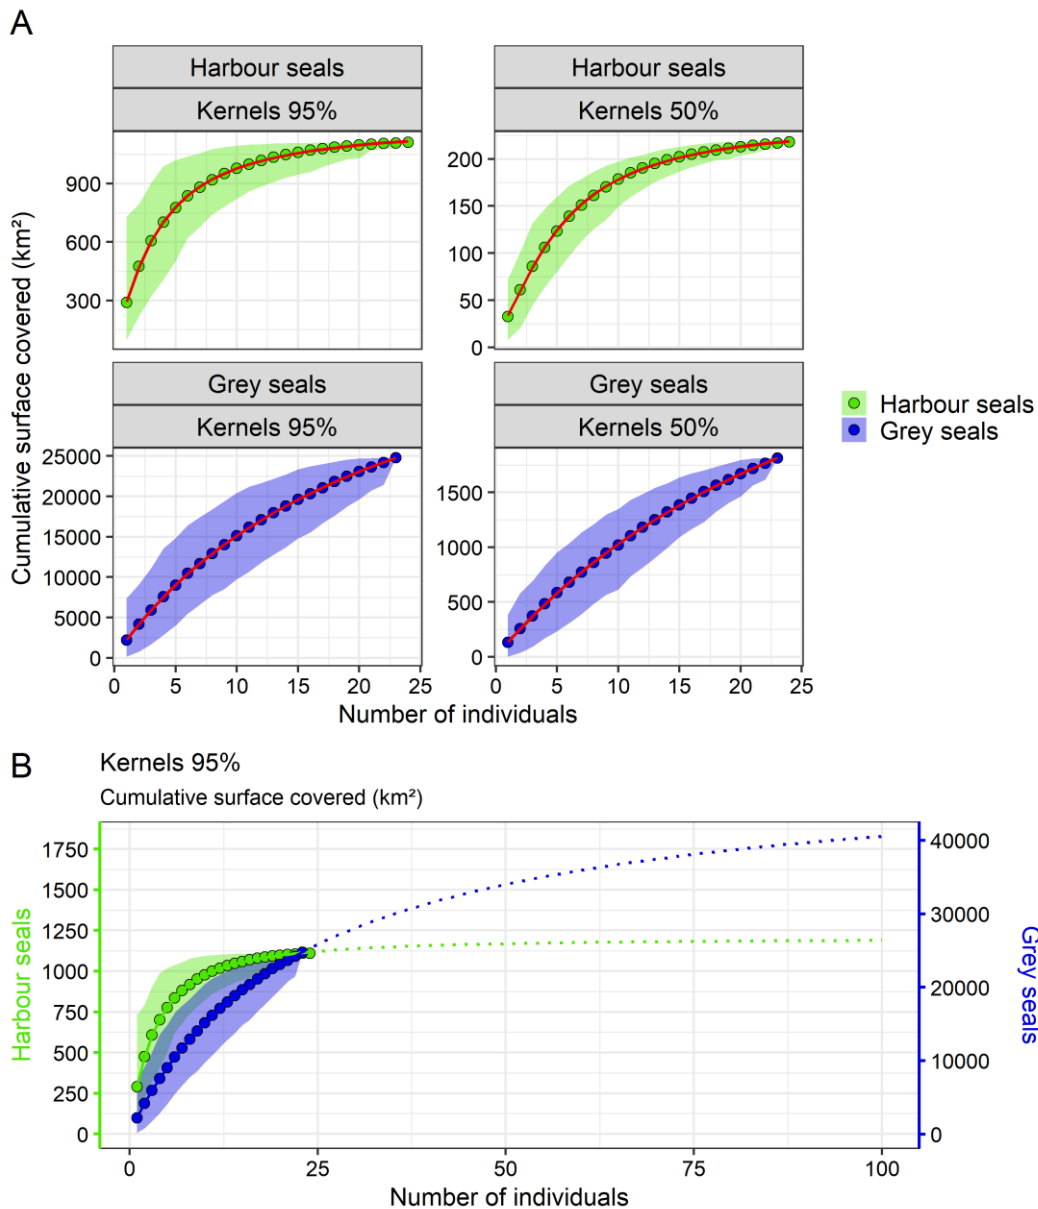 A
Harbour seals
Harbour seals
Kernels 95%
Kernels 50%
900
600
300
200
150
100
50
0
Cumulative surface covered (km²)
Grey seals
Grey seals
Kernels 95%
Kernels 50%
25000
20000
15000
10000
5000
0
1500
1000
500
0
0 5 10 15 20 25
0 5 10 15 20 25
Number of individuals
Harbour seals
Grey seals
B
Kernels 95%
Cumulative surface covered (km²)
Harbour seals
1750
1500
1250
1000
750
500
250
0
40000
30000
20000
10000
0
Grey seals
0 25 50 75 100
Number of individuals